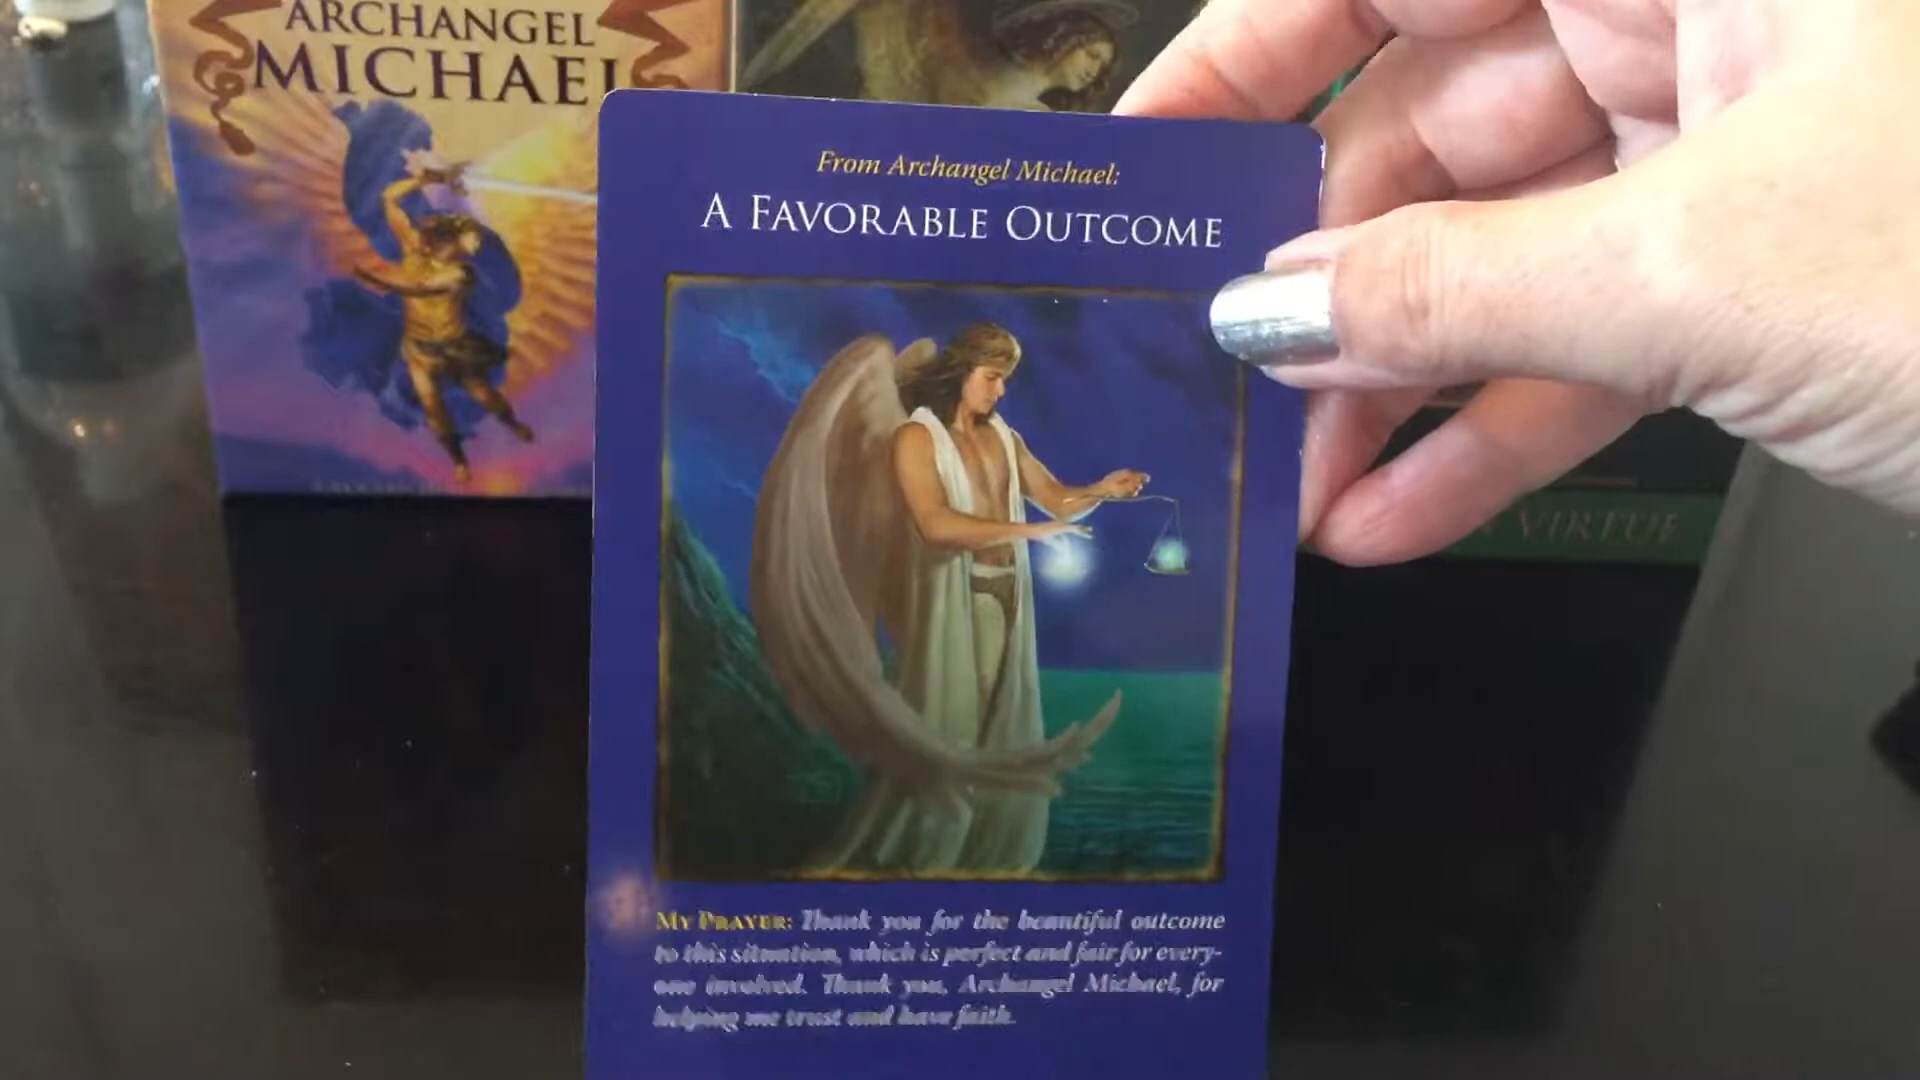 ARCHANGEL
MICHAEL
From Archangel Michael:
A FAVORABLE OUTCOME
VIRTUE
MY PRAYER: Thank you for the beautiful outcome
to this situation, which is perfect and fair for every-
one involved. Thank you, Archangel Michael, for
helping me trust and have faith.